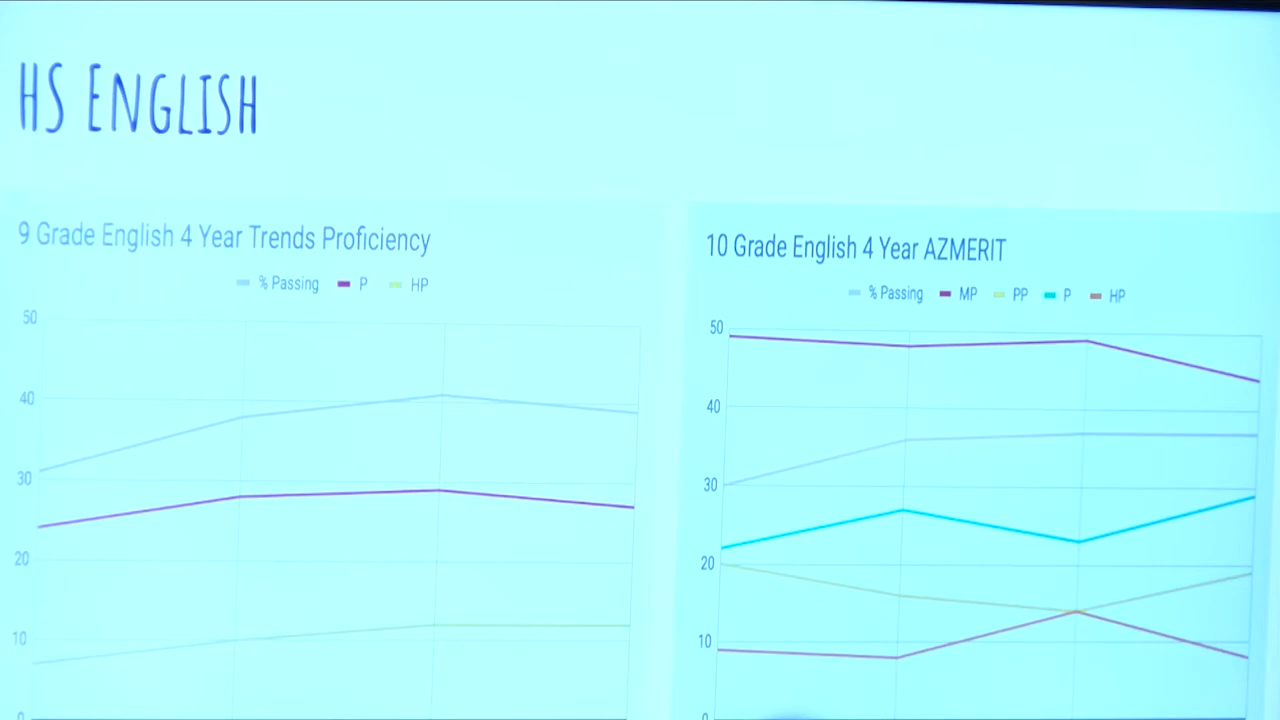 HS ENGLISH
9 Grade English 4 Year Trends Proficiency
% Passing P HP
50
40
30
20
10
0
10 Grade English 4 Year AZMERIT
% Passing MP PP P HP
50
40
30
20
10
0